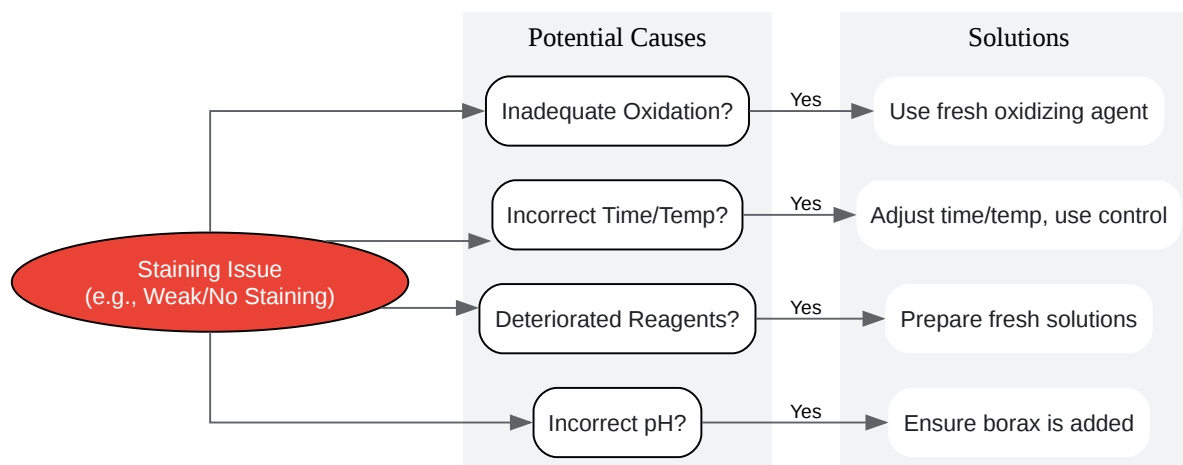 Potential Causes
Solutions
Inadequate Oxidation?
Yes
Use fresh oxidizing agent
Incorrect Time/Temp?
Yes
Adjust time/temp, use control
Staining Issue
(e.g., Weak/No Staining)
Deteriorated Reagents?
Yes
Prepare fresh solutions
Incorrect pH?
Yes
Ensure borax is added